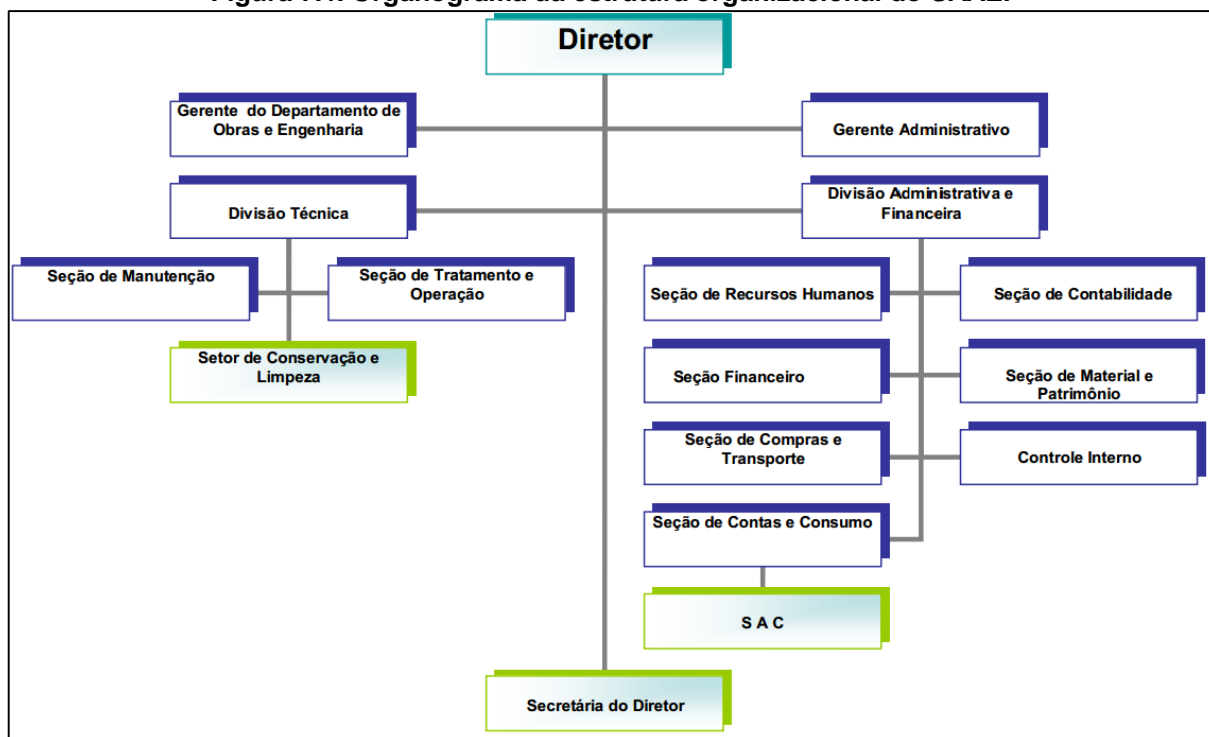 Diretor
Gerente do Departamento de
Obras e Engenharia
Gerente Administrativo
Divisão Técnica
Divisão Administrativa e
Financeira
Seção de Manutenção
Seção de Tratamento e
Operação
Seção de Recursos Humanos
Seção de Contabilidade
Setor de Conservação e
Limpeza
Seção Financeiro
Seção de Material e
Patrimônio
Seção de Compras e
Transporte
Controle Interno
Seção de Contas e Consumo
S A C
Secretária do Diretor